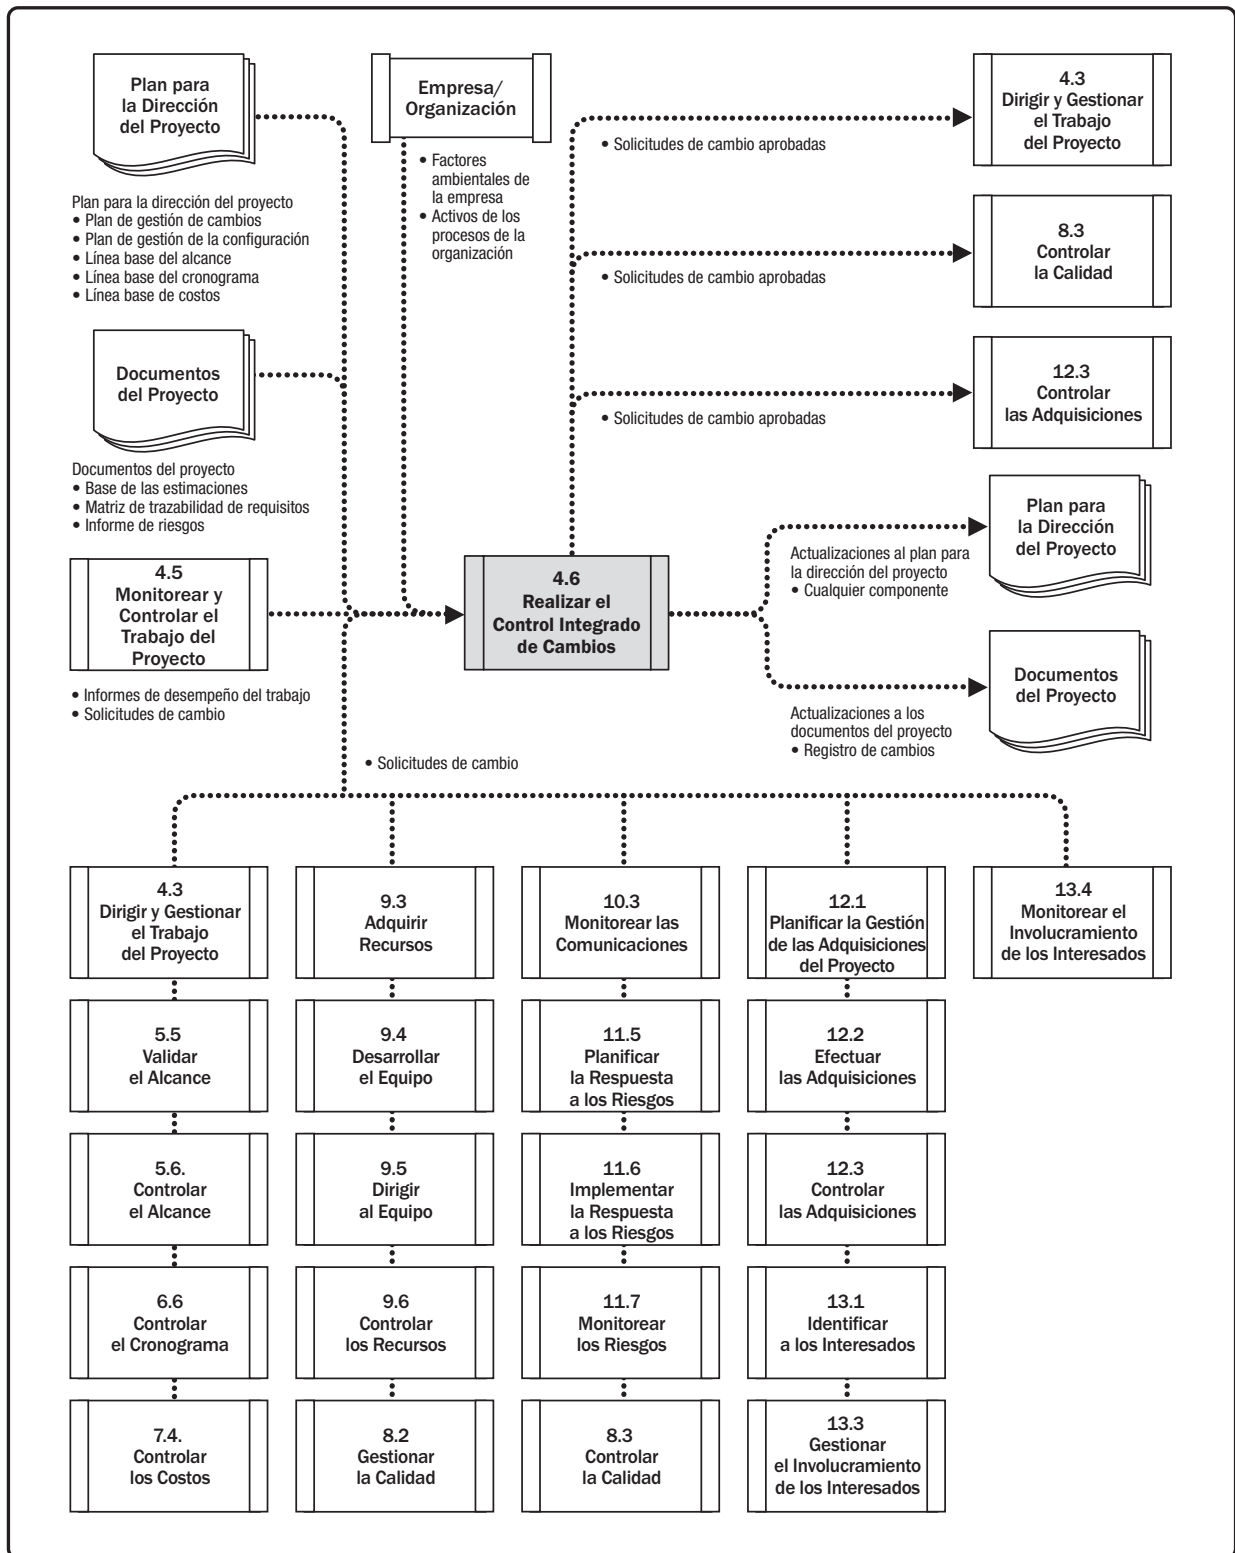 Plan para
la Dirección
del Proyecto
Plan para la dirección del proyecto
• Plan de gestión de cambios
• Plan de gestión de la configuración
• Línea base del alcance
• Línea base del cronograma
• Línea base de costos
Empresa/
Organización
• Factores
ambientales de
la empresa
• Activos de los
procesos de la
organización
• Solicitudes de cambio aprobadas
4.3
Dirigir y Gestionar
el Trabajo
del Proyecto
• Solicitudes de cambio aprobadas
8.3
Controlar
la Calidad
• Solicitudes de cambio aprobadas
12.3
Controlar
las Adquisiciones
Documentos
del Proyecto
Documentos del proyecto
• Base de las estimaciones
• Matriz de trazabilidad de requisitos
• Informe de riesgos
4.5
Monitorear y
Controlar el
Trabajo del
Proyecto
• Informes de desempeño del trabajo
• Solicitudes de cambio
4.6
Realizar el
Control Integrado
de Cambios
Actualizaciones al plan para
la dirección del proyecto
• Cualquier componente
Plan para
la Dirección
del Proyecto
Actualizaciones a los
documentos del proyecto
• Registro de cambios
Documentos
del Proyecto
• Solicitudes de cambio
4.3
Dirigir y Gestionar
el Trabajo
del Proyecto
9.3
Adquirir
Recursos
10.3
Monitorear las
Comunicaciones
12.1
Planificar la Gestión
de las Adquisiciones
del Proyecto
13.4
Monitorear el
Involucramiento
de los Interesados
5.5
Validar
el Alcance
9.4
Desarrollar
el Equipo
11.5
Planificar
la Respuesta
a los Riesgos
12.2
Efectuar
las Adquisiciones
5.6.
Controlar
el Alcance
9.5
Dirigir
al Equipo
11.6
Implementar
la Respuesta
a los Riesgos
12.3
Controlar
las Adquisiciones
6.6
Controlar
el Cronograma
9.6
Controlar
los Recursos
11.7
Monitorear
los Riesgos
13.1
Identificar
a los Interesados
7.4.
Controlar
los Costos
8.2
Gestionar
la Calidad
8.3
Controlar
la Calidad
13.3
Gestionar
el Involucramiento
de los Interesados